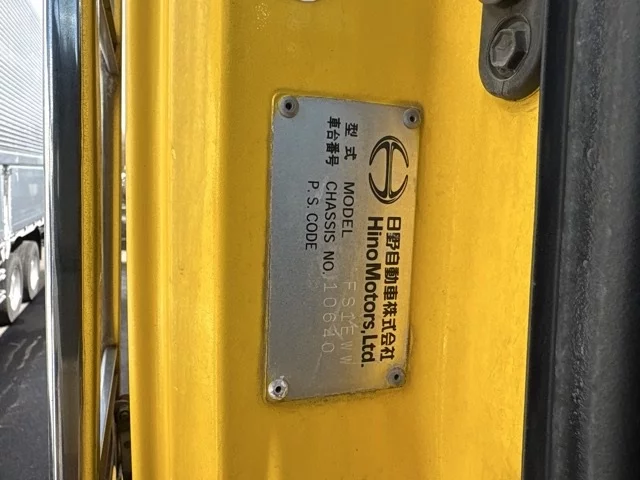 日野自動車株式会社
Hino Motors, Ltd.
型式 MODEL FS1EWW
車台番号 CHASSIS NO. 10640
P.S. CODE